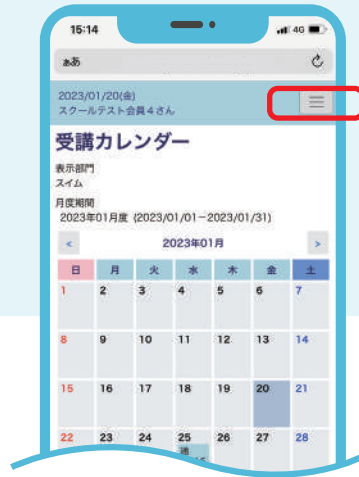 15:14
4G
ああ
2023/01/20(金)
スクールテスト会員4さん
受講カレンダー
表示部門
スイム
月度期間
2023年01月度 (2023/01/01-2023/01/31)
< 2023年01月 >
日 月 火 水 木 金 土
1 2 3 4 5 6 7
8 9 10 11 12 13 14
15 16 17 18 19 20 21
22 23 24 25 26 27 28
通